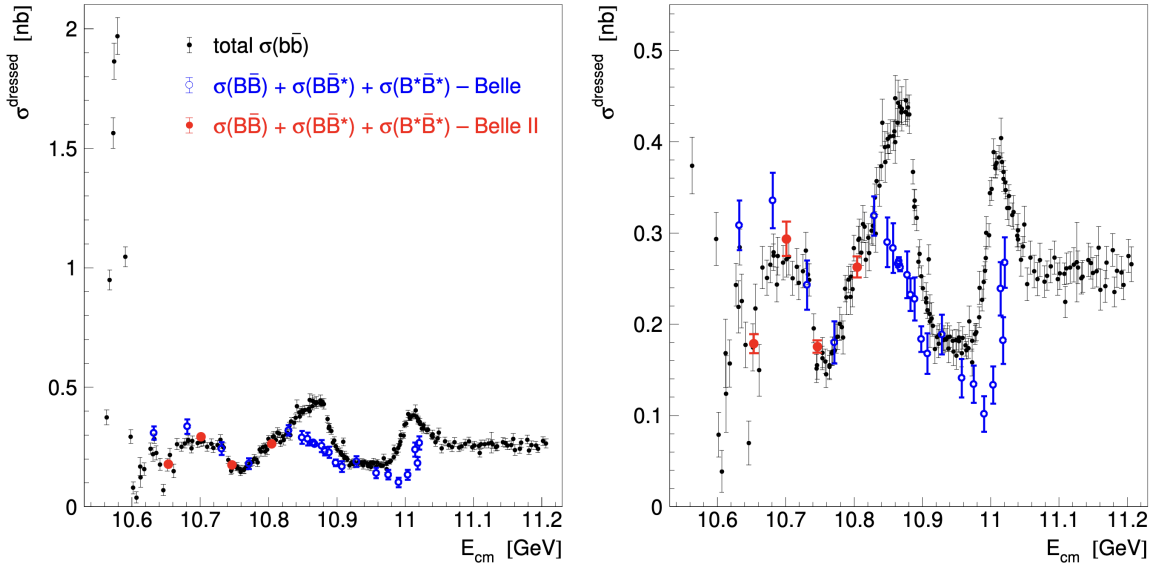 σ^dressed [nb]
2
1.5
1
0.5
0
total σ(bb̄)
σ(BB̄) + σ(BB̄*) + σ(B*B̄*) – Belle
σ(BB̄) + σ(BB̄*) + σ(B*B̄*) – Belle II
10.6 10.7 10.8 10.9 11 11.1 11.2
E_cm [GeV]
σ^dressed [nb]
0.5
0.4
0.3
0.2
0.1
0
10.6 10.7 10.8 10.9 11 11.1 11.2
E_cm [GeV]